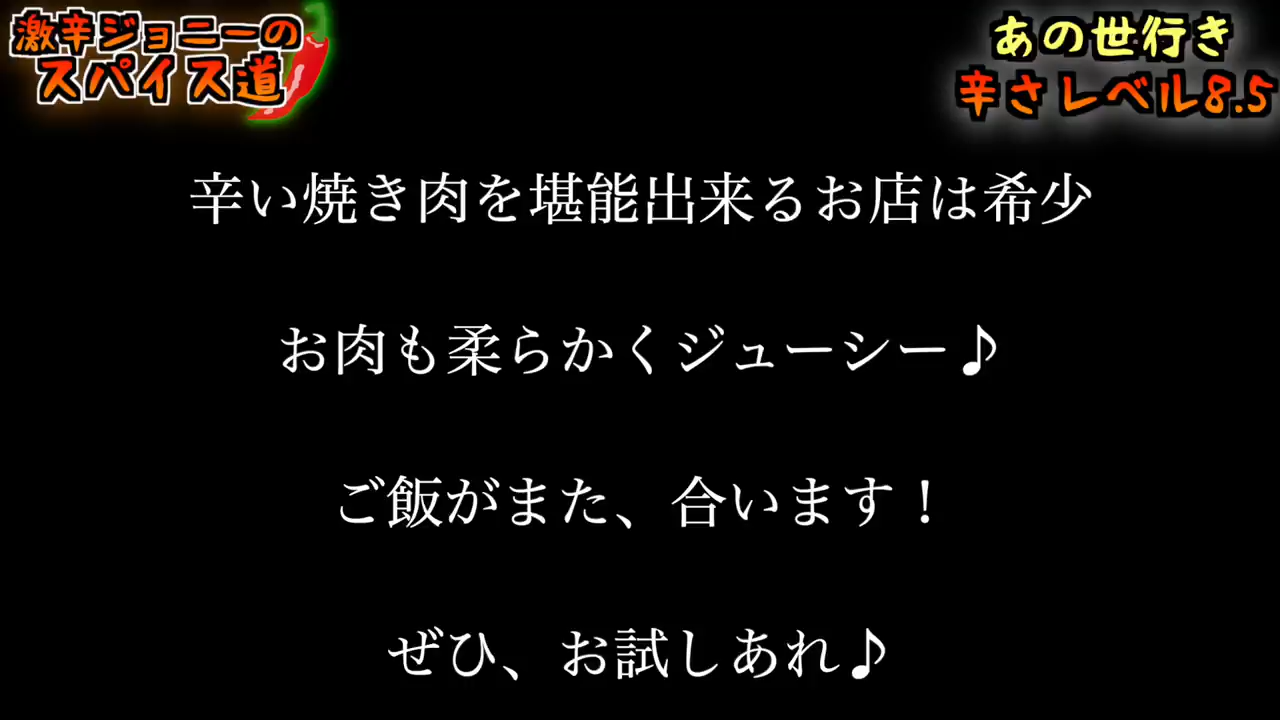 激辛ジョニーの
スパイス道
あの世行き
辛さレベル8.5
辛い焼き肉を堪能出来るお店は希少
お肉も柔らかくジューシー♪
ご飯がまた、合います！
ぜひ、お試しあれ♪